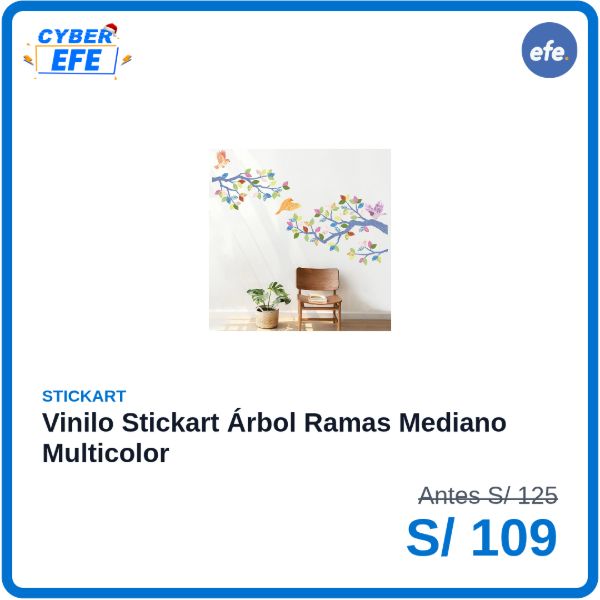 CYBER
EFE
efe.
STICKART
Vinilo Stickart Árbol Ramas Mediano
Multicolor
Antes S/ 125
S/ 109